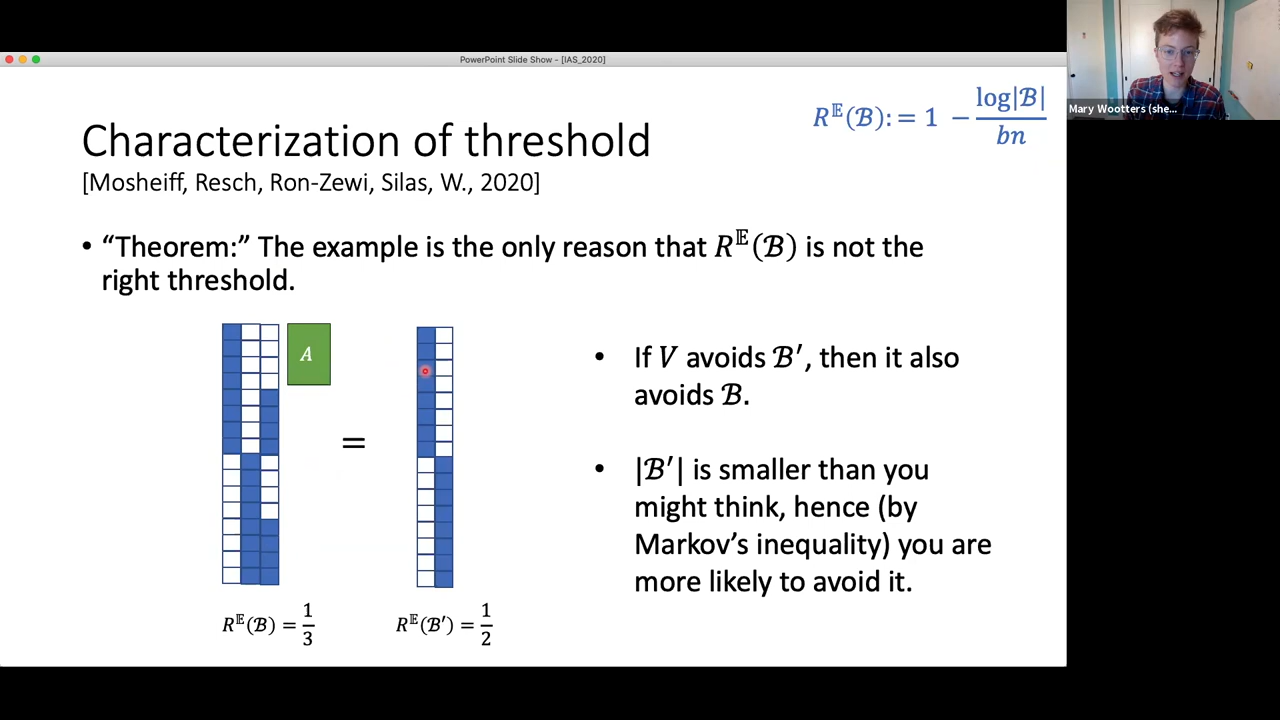 PowerPoint Slide Show - [IAS_2020]
Mary Wootters (she...
R^𝔼(ℬ): = 1 − log|ℬ| / bn
Characterization of threshold
[Mosheiff, Resch, Ron-Zewi, Silas, W., 2020]
• “Theorem:” The example is the only reason that R^𝔼(ℬ) is not the
right threshold.
A
=
• If V avoids ℬ′, then it also
avoids ℬ.
• |ℬ′| is smaller than you
might think, hence (by
Markov’s inequality) you are
more likely to avoid it.
R^𝔼(ℬ) = 1/3
R^𝔼(ℬ′) = 1/2